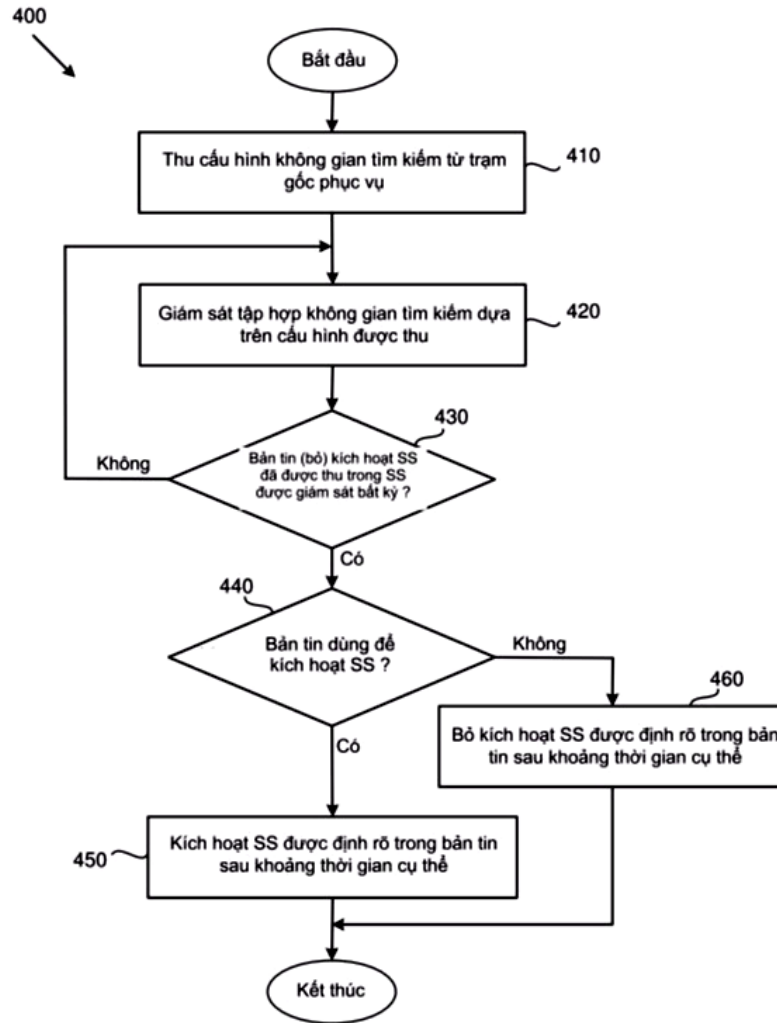 400
Bắt đầu
Thu cấu hình không gian tìm kiếm từ trạm
gốc phục vụ
410
Giám sát tập hợp không gian tìm kiếm dựa
trên cấu hình được thu
420
430
Không
Bản tin (bỏ) kích hoạt SS
đã được thu trong SS
được giám sát bất kỳ ?
Có
440
Bản tin dùng để
kích hoạt SS ?
Không
460
Bỏ kích hoạt SS được định rõ trong bản
tin sau khoảng thời gian cụ thể
Có
450
Kích hoạt SS được định rõ trong bản tin
sau khoảng thời gian cụ thể
Kết thúc